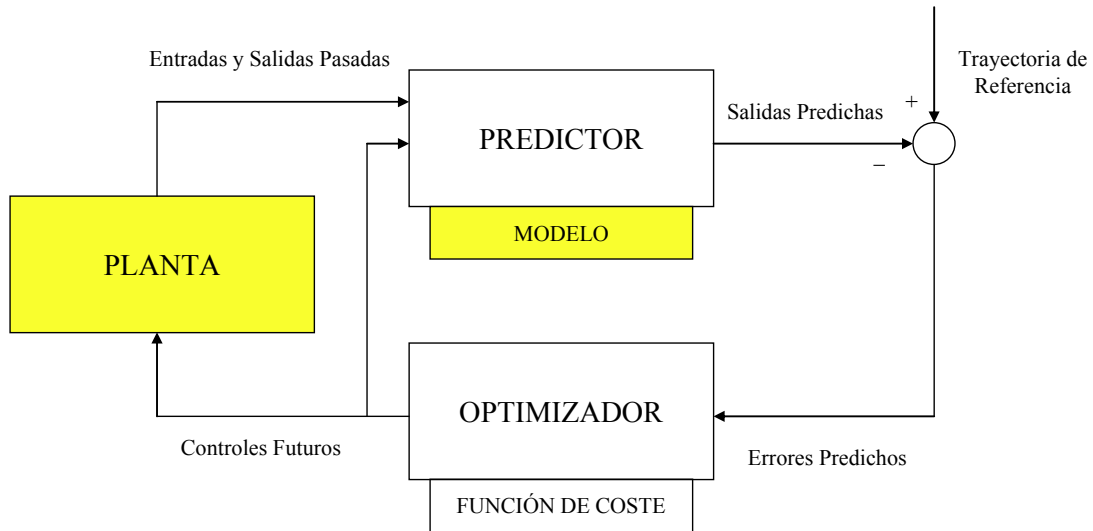 Entradas y Salidas Pasadas
Trayectoria de
Referencia
PREDICTOR
Salidas Predichas
+
−
MODELO
PLANTA
OPTIMIZADOR
Controles Futuros
Errores Predichos
FUNCIÓN DE COSTE